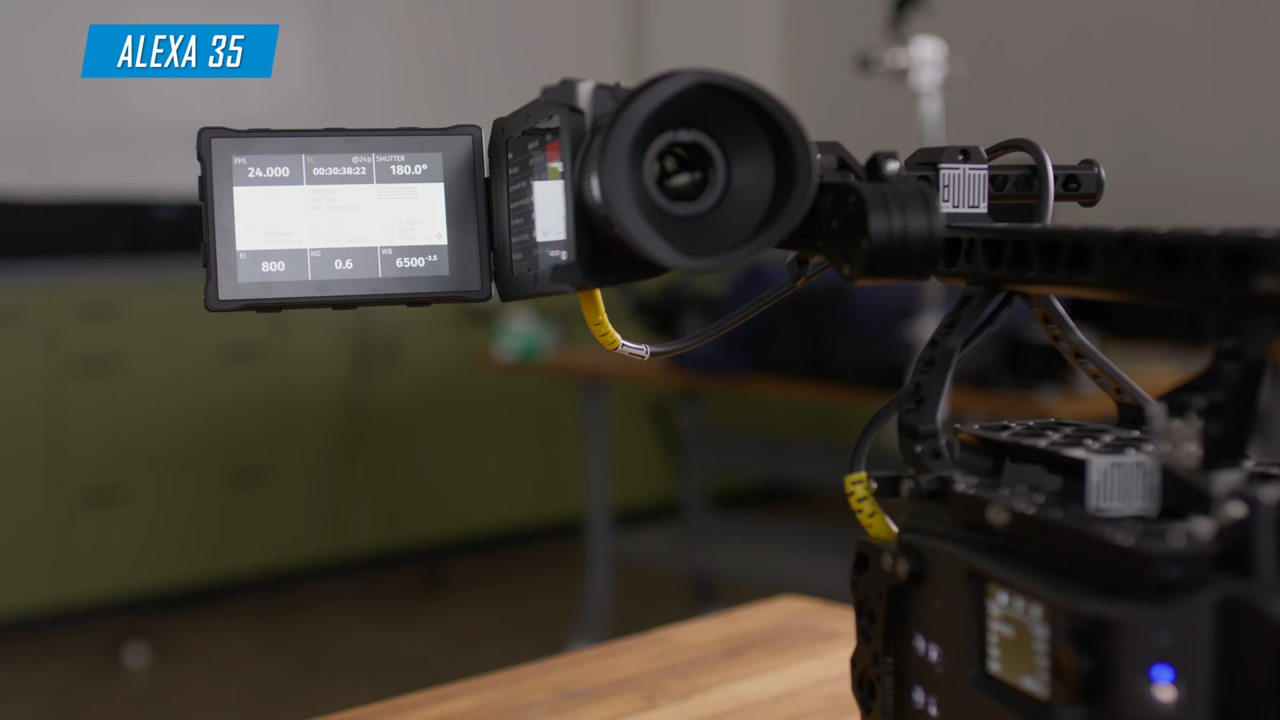 ALEXA 35
FPS TC @24p SHUTTER
24.000 00:30:38:22 180.0°
EI ND WB
800 0.6 6500-3.5